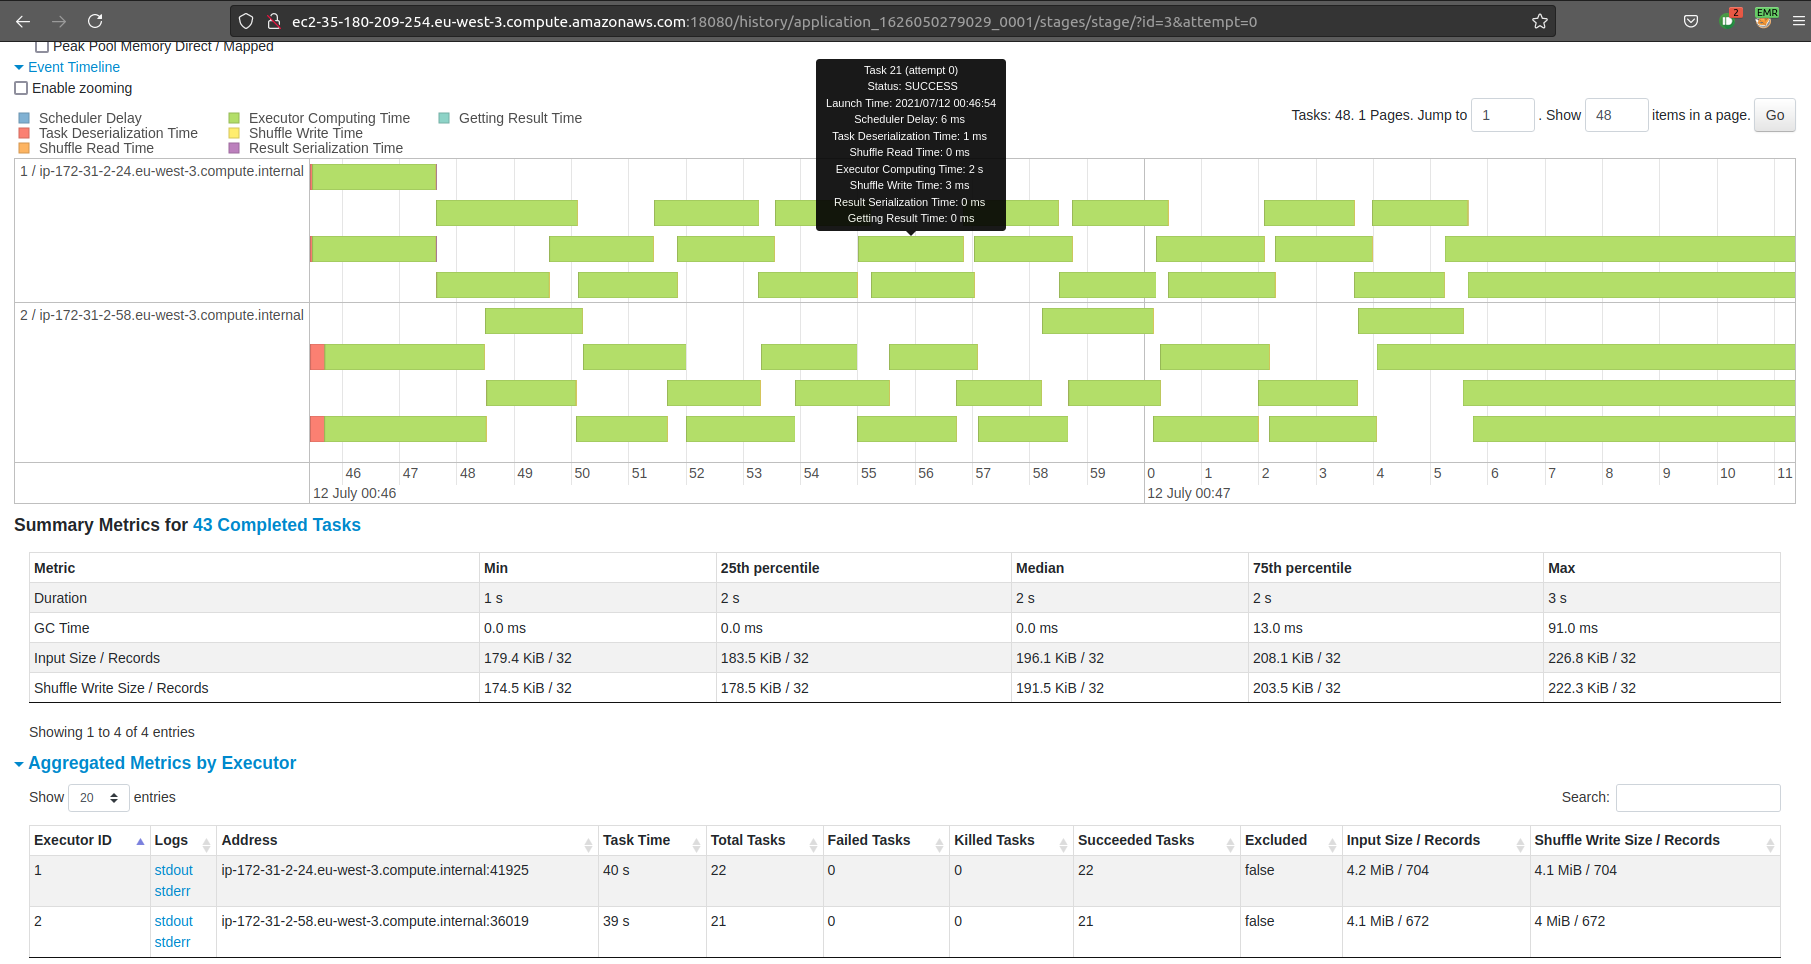 ec2-35-180-209-254.eu-west-3.compute.amazonaws.com:18080/history/application_1626050279029_0001/stages/stage/?id=3&attempt=0
2
EMR
Peak Pool Memory Direct / Mapped
Event Timeline
Enable zooming
Scheduler Delay
Executor Computing Time
Getting Result Time
Task Deserialization Time
Shuffle Write Time
Shuffle Read Time
Result Serialization Time
Tasks: 48. 1 Pages. Jump to 1 . Show 48 items in a page. Go
Task 21 (attempt 0)
Status: SUCCESS
Launch Time: 2021/07/12 00:46:54
Scheduler Delay: 6 ms
Task Deserialization Time: 1 ms
Shuffle Read Time: 0 ms
Executor Computing Time: 2 s
Shuffle Write Time: 3 ms
Result Serialization Time: 0 ms
Getting Result Time: 0 ms
1 / ip-172-31-2-24.eu-west-3.compute.internal
2 / ip-172-31-2-58.eu-west-3.compute.internal
46 47 48 49 50 51 52 53 54 55 56 57 58 59 0 1 2 3 4 5 6 7 8 9 10 11
12 July 00:46
12 July 00:47
Summary Metrics for 43 Completed Tasks
Metric Min 25th percentile Median 75th percentile Max
Duration 1 s 2 s 2 s 2 s 3 s
GC Time 0.0 ms 0.0 ms 0.0 ms 13.0 ms 91.0 ms
Input Size / Records 179.4 KiB / 32 183.5 KiB / 32 196.1 KiB / 32 208.1 KiB / 32 226.8 KiB / 32
Shuffle Write Size / Records 174.5 KiB / 32 178.5 KiB / 32 191.5 KiB / 32 203.5 KiB / 32 222.3 KiB / 32
Showing 1 to 4 of 4 entries
Aggregated Metrics by Executor
Show 20 entries
Search:
Executor ID Logs Address Task Time Total Tasks Failed Tasks Killed Tasks Succeeded Tasks Excluded Input Size / Records Shuffle Write Size / Records
1 stdout ip-172-31-2-24.eu-west-3.compute.internal:41925 40 s 22 0 0 22 false 4.2 MiB / 704 4.1 MiB / 704
stderr
2 stdout ip-172-31-2-58.eu-west-3.compute.internal:36019 39 s 21 0 0 21 false 4.1 MiB / 672 4 MiB / 672
stderr